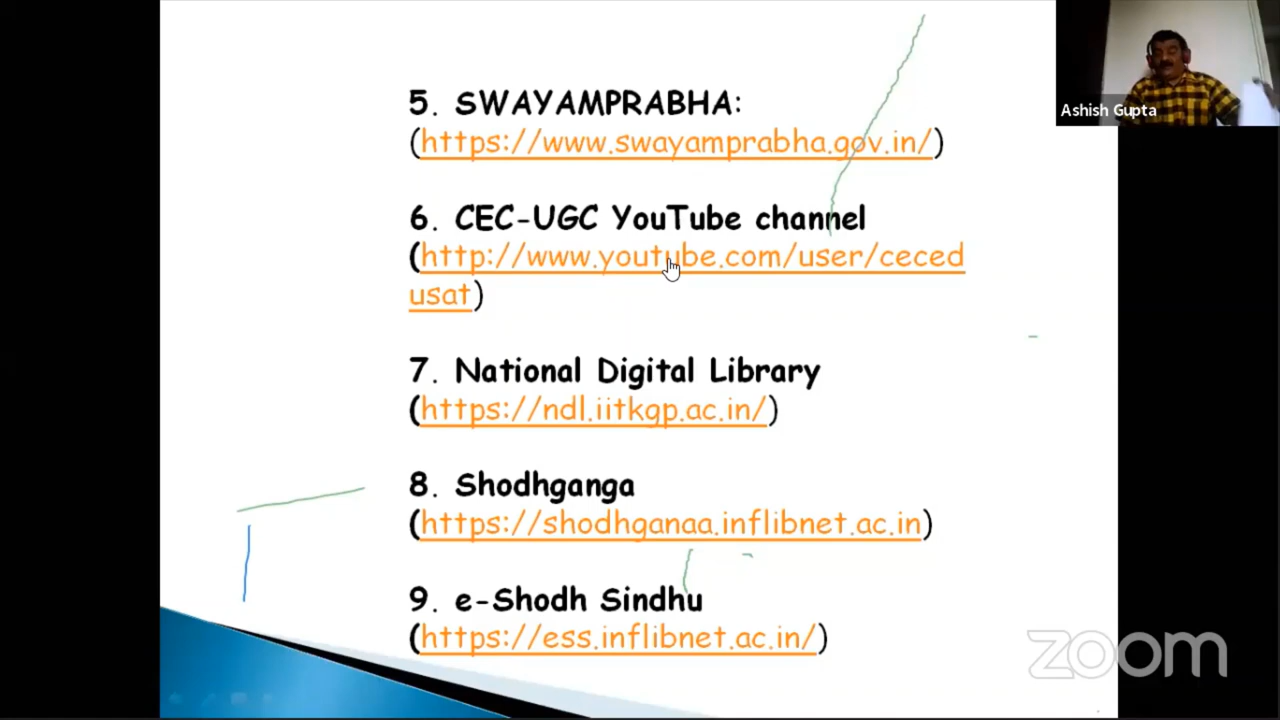 5. SWAYAMPRABHA:
(https://www.swayamprabha.gov.in/)
6. CEC-UGC YouTube channel
(http://www.youtube.com/user/ceced
usat)
7. National Digital Library
(https://ndl.iitkgp.ac.in/)
8. Shodhganga
(https://shodhganaa.inflibnet.ac.in)
9. e-Shodh Sindhu
(https://ess.inflibnet.ac.in/)
Ashish Gupta
zoom